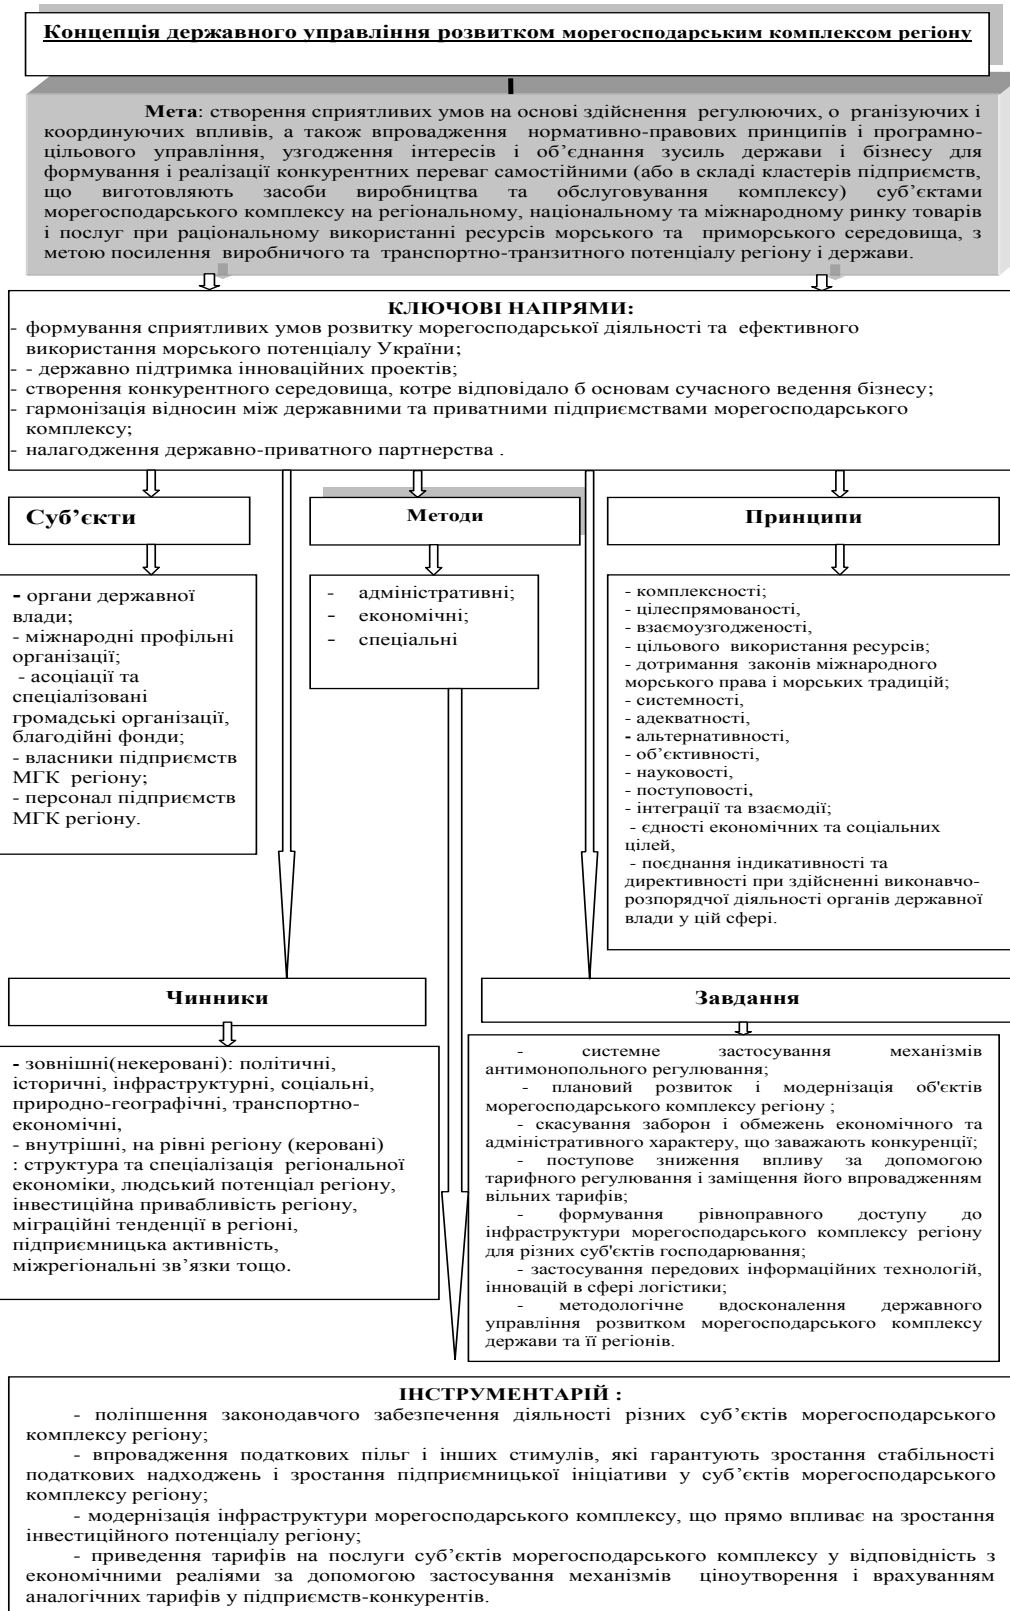 Концепція державного управління розвитком морегосподарським комплексом регіону
Мета: створення сприятливих умов на основі здійснення регулюючих, о рганізуючих і
координуючих впливів, а також впровадження нормативно-правових принципів і програмно-
цільового управління, узгодження інтересів і об’єднання зусиль держави і бізнесу для
формування і реалізації конкурентних переваг самостійними (або в складі кластерів підприємств,
що виготовляють засоби виробництва та обслуговування комплексу) суб’єктами
морегосподарського комплексу на регіональному, національному та міжнародному ринку товарів
і послуг при раціональному використанні ресурсів морського та приморського середовища, з
метою посилення виробничого та транспортно-транзитного потенціалу регіону і держави.
КЛЮЧОВІ НАПРЯМИ:
- формування сприятливих умов розвитку морегосподарської діяльності та ефективного
використання морського потенціалу України;
- - державно підтримка інноваційних проектів;
- створення конкурентного середовища, котре відповідало б основам сучасного ведення бізнесу;
- гармонізація відносин між державними та приватними підприємствами морегосподарського
комплексу;
- налагодження державно-приватного партнерства .
Суб’єкти
- органи державної
влади;
- міжнародні профільні
організації;
- асоціації та
спеціалізовані
громадські організації,
благодійні фонди;
- власники підприємств
МГК регіону;
- персонал підприємств
МГК регіону.
Методи
- адміністративні;
- економічні;
- спеціальні
Принципи
- комплексності;
- цілеспрямованості,
- взаємоузгодженості,
- цільового використання ресурсів;
- дотримання законів міжнародного
морського права і морських традицій;
- системності,
- адекватності,
- альтернативності,
- об’єктивності,
- науковості,
- поступовості,
- інтеграції та взаємодії;
- єдності економічних та соціальних
цілей,
- поєднання індикативності та
директивності при здійсненні виконавчо-
розпорядчої діяльності органів державної
влади у цій сфері.
Чинники
- зовнішні(некеровані): політичні,
історичні, інфраструктурні, соціальні,
природно-географічні, транспортно-
економічні,
- внутрішні, на рівні регіону (керовані)
: структура та спеціалізація регіональної
економіки, людський потенціал регіону,
інвестиційна привабливість регіону,
міграційні тенденції в регіоні,
підприємницька активність,
міжрегіональні зв’язки тощо.
Завдання
- системне застосування механізмів
антимонопольного регулювання;
- плановий розвиток і модернізація об'єктів
морегосподарського комплексу регіону ;
- скасування заборон і обмежень економічного та
адміністративного характеру, що заважають конкуренції;
- поступове зниження впливу за допомогою
тарифного регулювання і заміщення його впровадженням
вільних тарифів;
- формування рівноправного доступу до
інфраструктури морегосподарського комплексу регіону
для різних суб'єктів господарювання;
- застосування передових інформаційних технологій,
інновацій в сфері логістики;
- методологічне вдосконалення державного
управління розвитком морегосподарського комплексу
держави та її регіонів.
ІНСТРУМЕНТАРІЙ :
- поліпшення законодавчого забезпечення діяльності різних суб’єктів морегосподарського
комплексу регіону;
- впровадження податкових пільг і інших стимулів, які гарантують зростання стабільності
податкових надходжень і зростання підприємницької ініціативи у суб’єктів морегосподарського
комплексу регіону;
- модернізація інфраструктури морегосподарського комплексу, що прямо впливає на зростання
інвестиційного потенціалу регіону;
- приведення тарифів на послуги суб’єктів морегосподарського комплексу у відповідність з
економічними реаліями за допомогою застосування механізмів ціноутворення і врахуванням
аналогічних тарифів у підприємств-конкурентів.